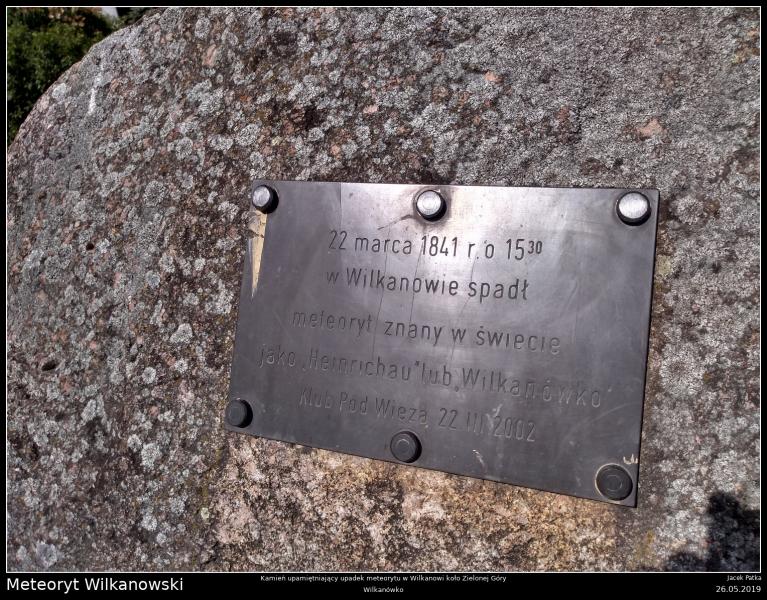 22 marca 1841 r. o 15³⁰
w Wilkanowie spadł
meteoryt znany w świecie
jako „Heinrichau” lub „Wilkanówko”
Klub Pod Wieżą 22 III 2002
Meteoryt Wilkanowski
Kamień upamiętniający upadek meteorytu w Wilkanowi koło Zielonej Góry
Wilkanówko
Jacek Patka
26.05.2019